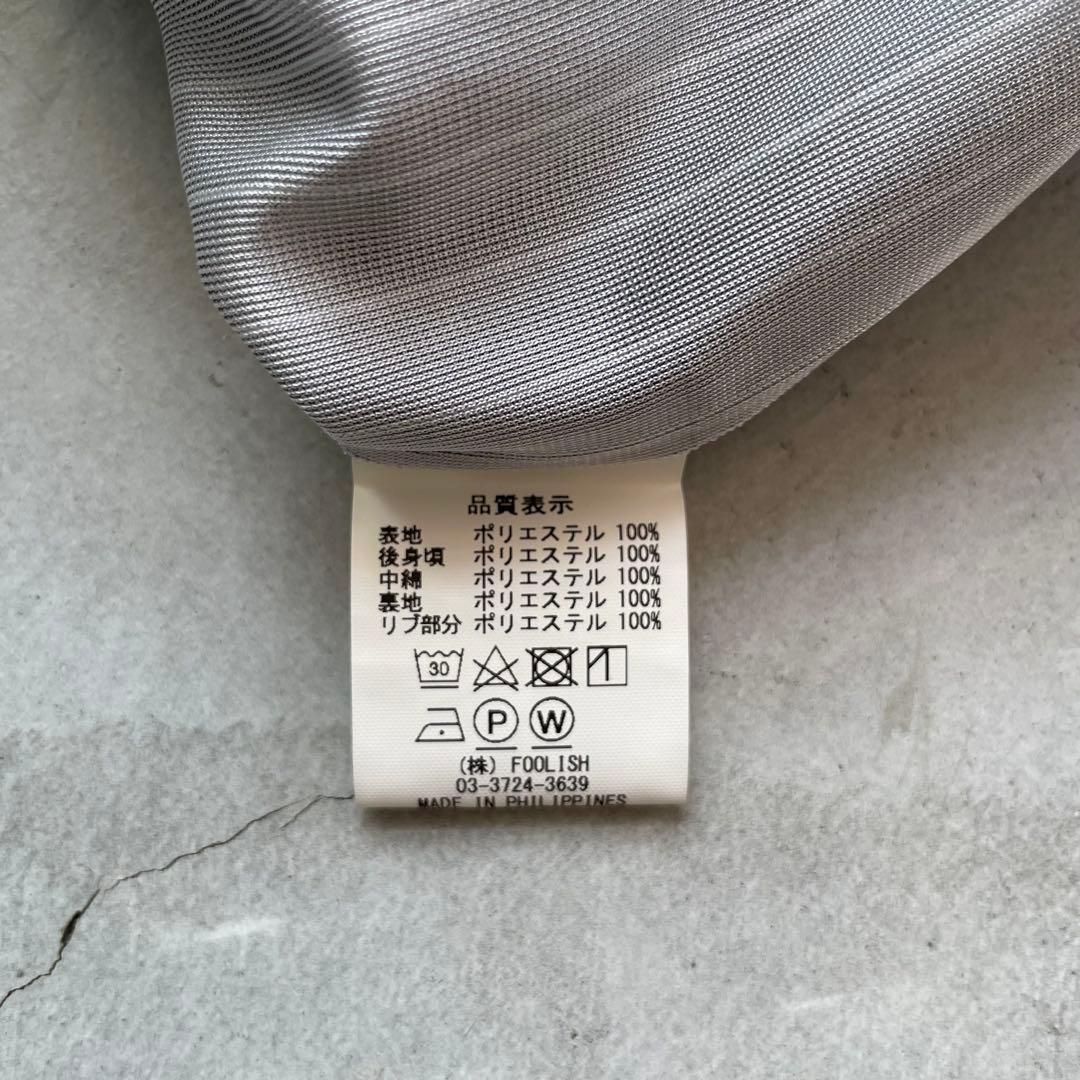 品質表示
表地 ポリエステル 100%
後身頃 ポリエステル 100%
中綿 ポリエステル 100%
裏地 ポリエステル 100%
リブ部分 ポリエステル 100%
30
P W
(株) FOOLISH
03-3724-3639
MADE IN PHILIPPINES